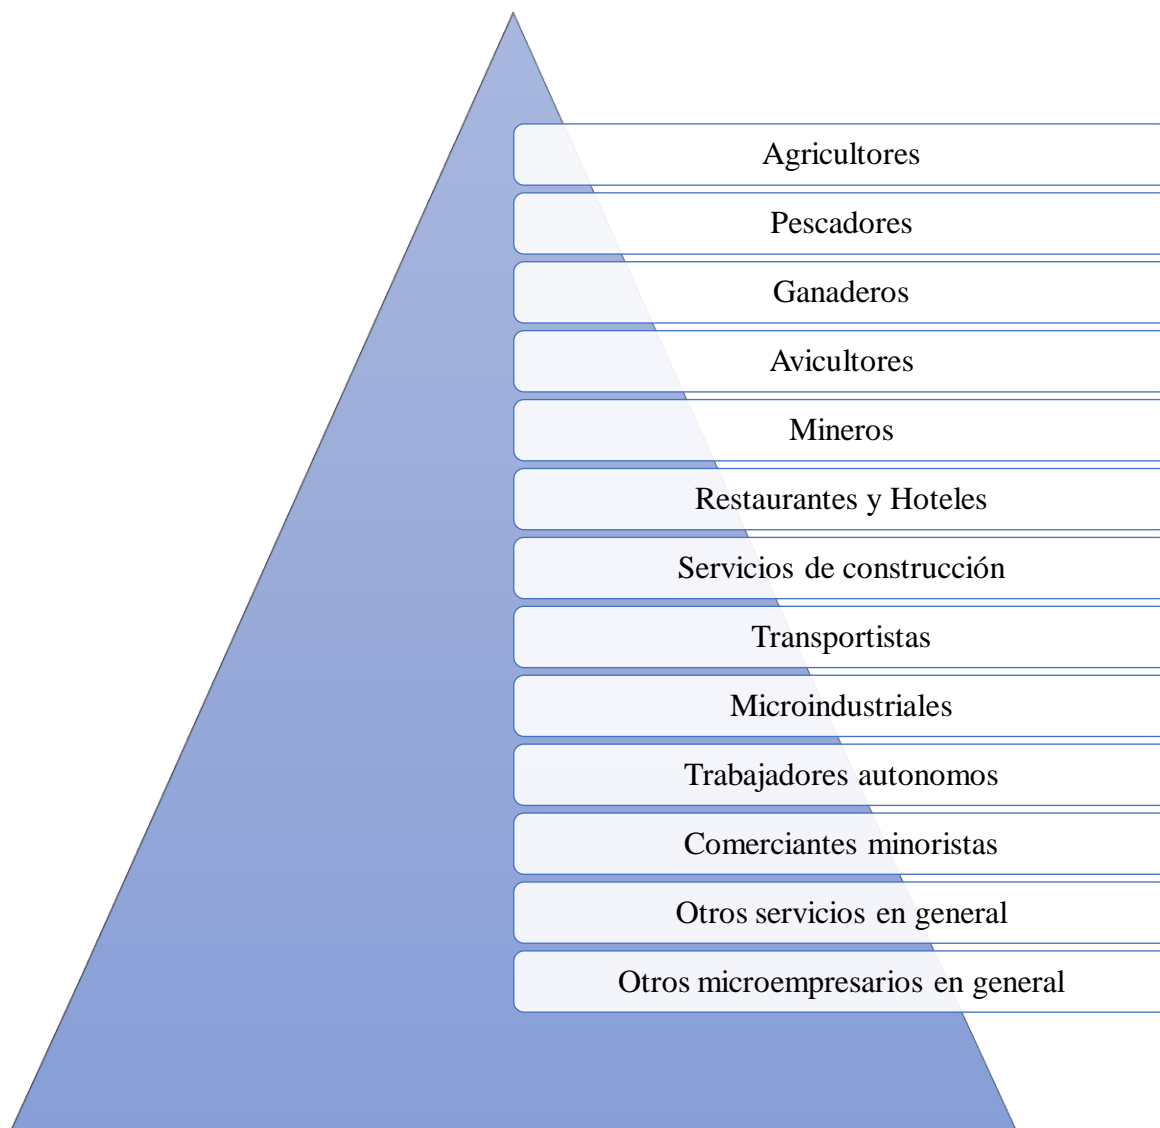 Agricultores
Pescadores
Ganaderos
Avicultores
Mineros
Restaurantes y Hoteles
Servicios de construcción
Transportistas
Microindustriales
Trabajadores autonomos
Comerciantes minoristas
Otros servicios en general
Otros microempresarios en general